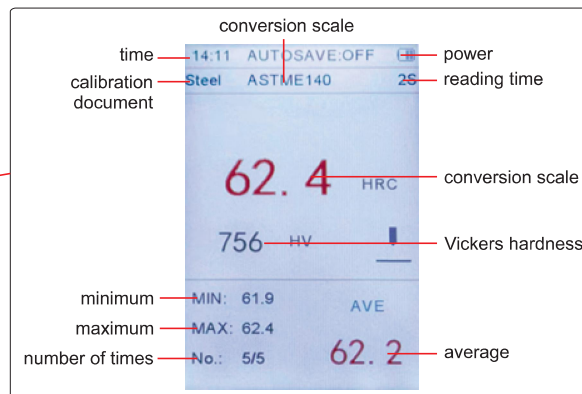 conversion scale
time 14:11 AUTOSAVE:OFF power
calibration document Steel ASTME140 2S reading time
62.4 HRC conversion scale
756 HV Vickers hardness
minimum MIN: 61.9 AVE
maximum MAX: 62.4
number of times No.: 5/5 62.2 average